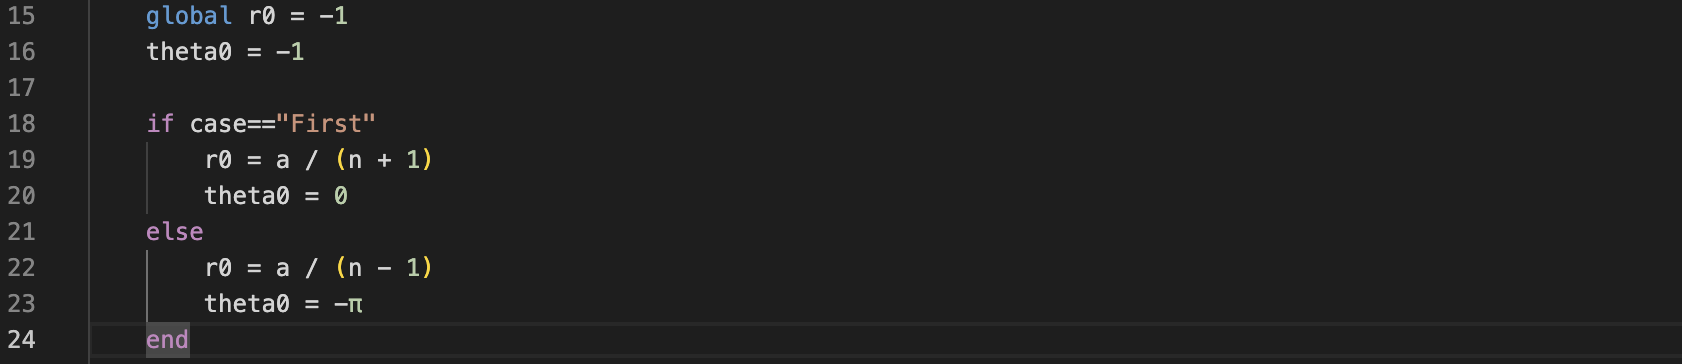 15 global r0 = -1
16 theta0 = -1
17
18 if case=="First"
19 r0 = a / (n + 1)
20 theta0 = 0
21 else
22 r0 = a / (n - 1)
23 theta0 = -π
24 end